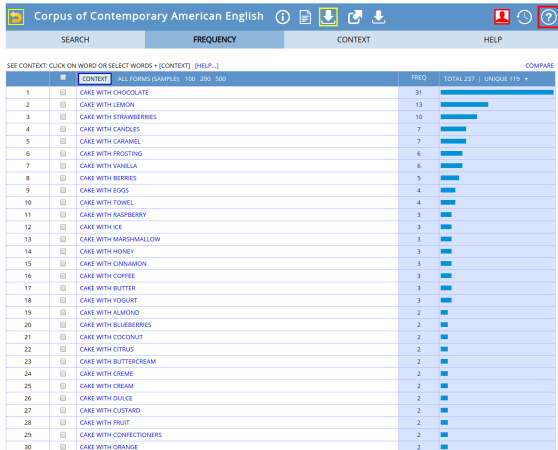 Corpus of Contemporary American English
SEARCH FREQUENCY CONTEXT HELP
SEE CONTEXT: CLICK ON WORD OR SELECT WORDS + [CONTEXT] [HELP...] COMPARE
CONTEXT ALL FORMS (SAMPLE): 100 200 500 FREQ TOTAL 237 | UNIQUE 119 +
1 CAKE WITH CHOCOLATE 31
2 CAKE WITH LEMON 13
3 CAKE WITH STRAWBERRIES 10
4 CAKE WITH CANDLES 7
5 CAKE WITH CARAMEL 7
6 CAKE WITH FROSTING 6
7 CAKE WITH VANILLA 6
8 CAKE WITH BERRIES 5
9 CAKE WITH EGGS 4
10 CAKE WITH TOWEL 4
11 CAKE WITH RASPBERRY 3
12 CAKE WITH ICE 3
13 CAKE WITH MARSHMALLOW 3
14 CAKE WITH HONEY 3
15 CAKE WITH CINNAMON 3
16 CAKE WITH COFFEE 3
17 CAKE WITH BUTTER 3
18 CAKE WITH YOGURT 3
19 CAKE WITH ALMOND 2
20 CAKE WITH BLUEBERRIES 2
21 CAKE WITH COCONUT 2
22 CAKE WITH CITRUS 2
23 CAKE WITH BUTTERCREAM 2
24 CAKE WITH CREME 2
25 CAKE WITH CREAM 2
26 CAKE WITH DULCE 2
27 CAKE WITH CUSTARD 2
28 CAKE WITH FRUIT 2
29 CAKE WITH CONFECTIONERS 2
30 CAKE WITH ORANGE 2